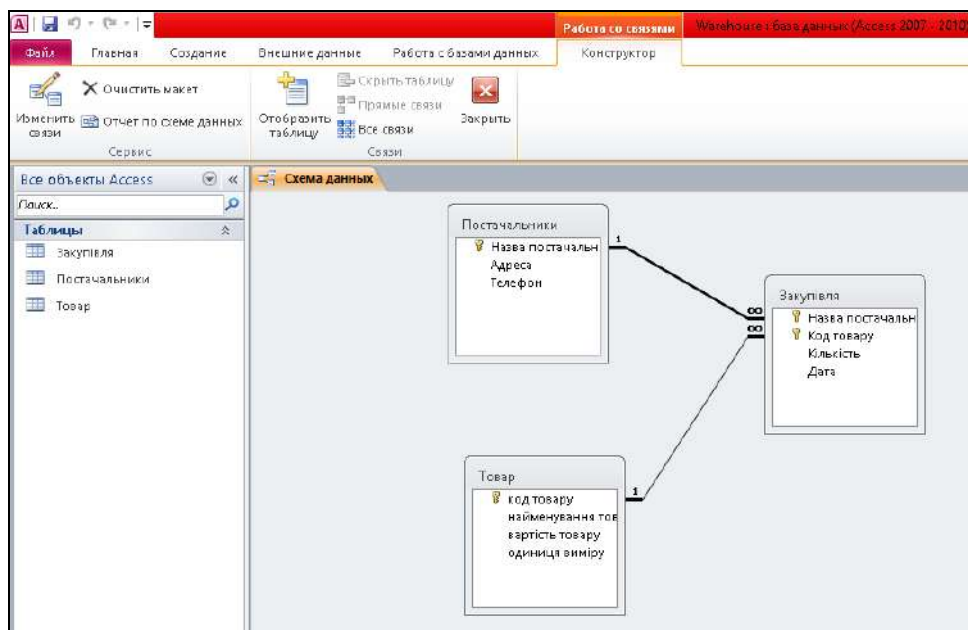 Работа со связями Warehouse : база данных (Access 2007 - 2010)
Файл Главная Создание Внешние данные Работа с базами данных Конструктор
Изменить связи
Очистить макет
Отчет по схеме данных
Сервис
Отобразить таблицу
Скрыть таблицу
Прямые связи
Все связи
Закрыть
Связи
Все объекты Access
Поиск..
Таблицы
Закупівля
Постачальники
Товар
Схема данных
Постачальники
Назва постачальн
Адреса
Телефон
1
∞
∞
Закупівля
Назва постачальн
Код товару
Кількість
Дата
Товар
код товару
найменування тов
вартість товару
одиниця виміру
1